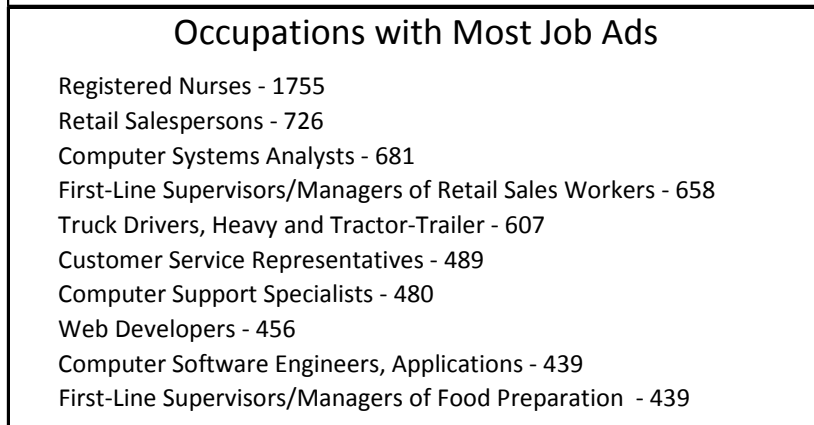 Occupations with Most Job Ads
Registered Nurses - 1755
Retail Salespersons - 726
Computer Systems Analysts - 681
First-Line Supervisors/Managers of Retail Sales Workers - 658
Truck Drivers, Heavy and Tractor-Trailer - 607
Customer Service Representatives - 489
Computer Support Specialists - 480
Web Developers - 456
Computer Software Engineers, Applications - 439
First-Line Supervisors/Managers of Food Preparation  - 439